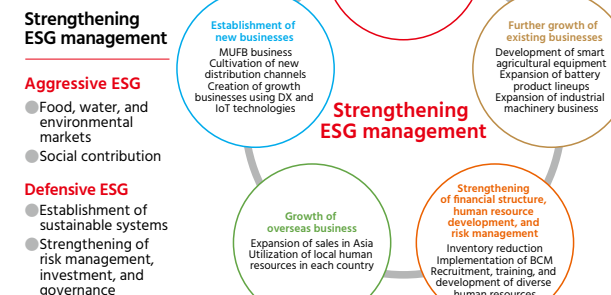 Strengthening
ESG management
Aggressive ESG
Food, water, and
environmental
markets
Social contribution
Defensive ESG
Establishment of
sustainable systems
Strengthening of
risk management,
investment, and
governance
Establishment of
new businesses
MUFB business
Cultivation of new
distribution channels
Creation of growth
businesses using DX and
IoT technologies
Further growth of
existing businesses
Development of smart
agricultural equipment
Expansion of battery
product lineups
Expansion of industrial
machinery business
Strengthening
ESG management
Growth of
overseas business
Expansion of sales in Asia
Utilization of local human
resources in each country
Strengthening
of financial structure,
human resource
development, and
risk management
Inventory reduction
Implementation of BCM
Recruitment, training, and
development of diverse
human resources